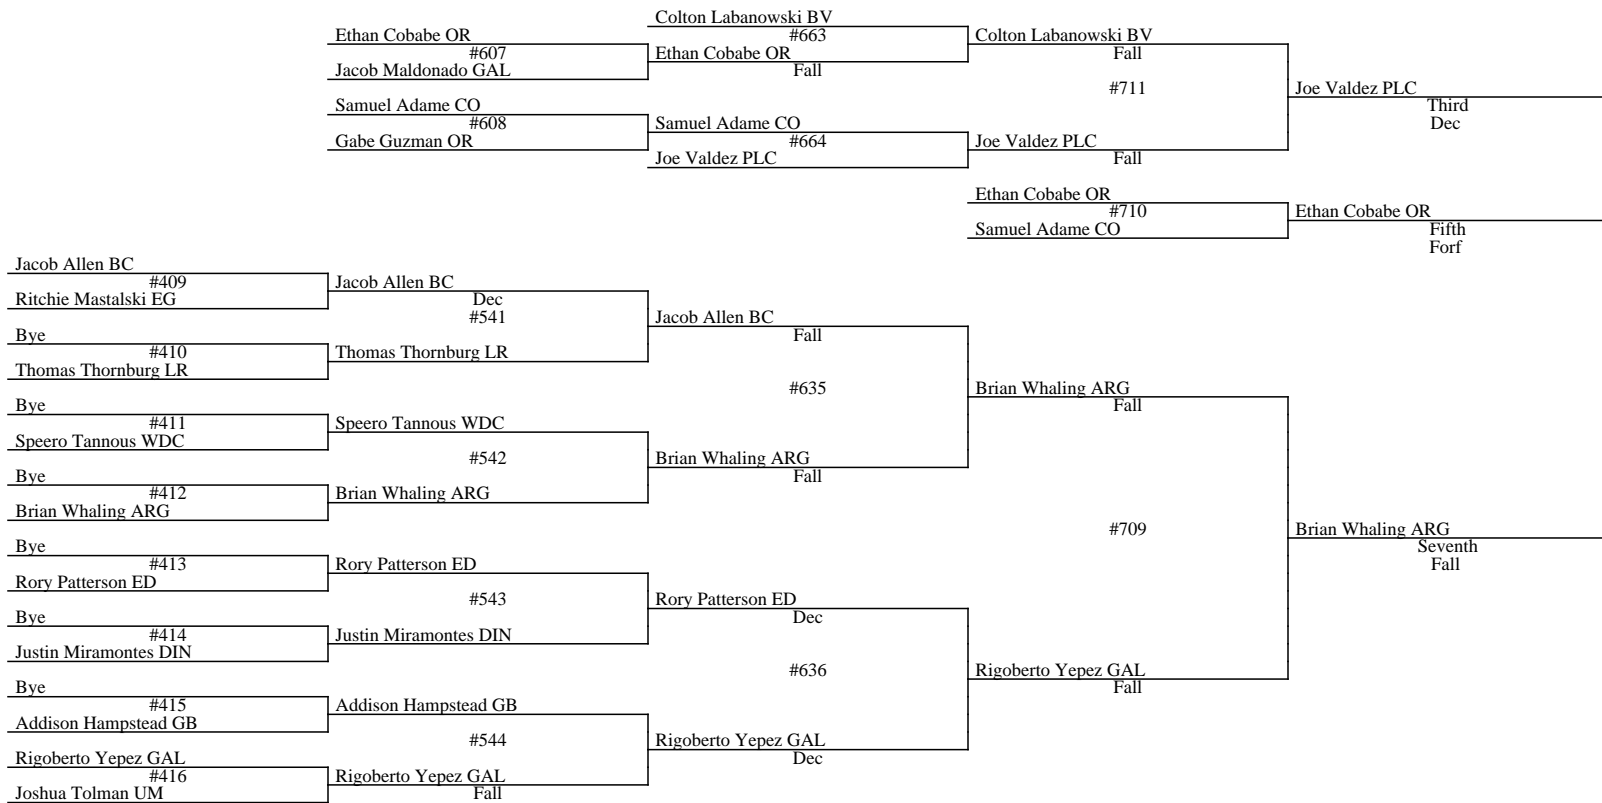 Colton Labanowski BV
Ethan Cobabe OR
#663
Colton Labanowski BV
#607
Ethan Cobabe OR
Fall
Jacob Maldonado GAL
Fall
#711
Joe Valdez PLC
Samuel Adame CO
Third
#608
Samuel Adame CO
Dec
Gabe Guzman OR
#664
Joe Valdez PLC
Joe Valdez PLC
Fall
Ethan Cobabe OR
#710
Ethan Cobabe OR
Samuel Adame CO
Fifth
Forf
Jacob Allen BC
#409
Jacob Allen BC
Ritchie Mastalski EG
Dec
#541
Jacob Allen BC
Bye
Fall
#410
Thomas Thornburg LR
Thomas Thornburg LR
#635
Brian Whaling ARG
Bye
Fall
#411
Speero Tannous WDC
Speero Tannous WDC
#542
Brian Whaling ARG
Bye
Fall
#412
Brian Whaling ARG
Brian Whaling ARG
#709
Brian Whaling ARG
Bye
Seventh
#413
Rory Patterson ED
Fall
Rory Patterson ED
#543
Rory Patterson ED
Bye
Dec
#414
Justin Miramontes DIN
Justin Miramontes DIN
#636
Rigoberto Yepez GAL
Bye
Fall
#415
Addison Hampstead GB
Addison Hampstead GB
#544
Rigoberto Yepez GAL
Rigoberto Yepez GAL
Dec
#416
Rigoberto Yepez GAL
Joshua Tolman UM
Fall